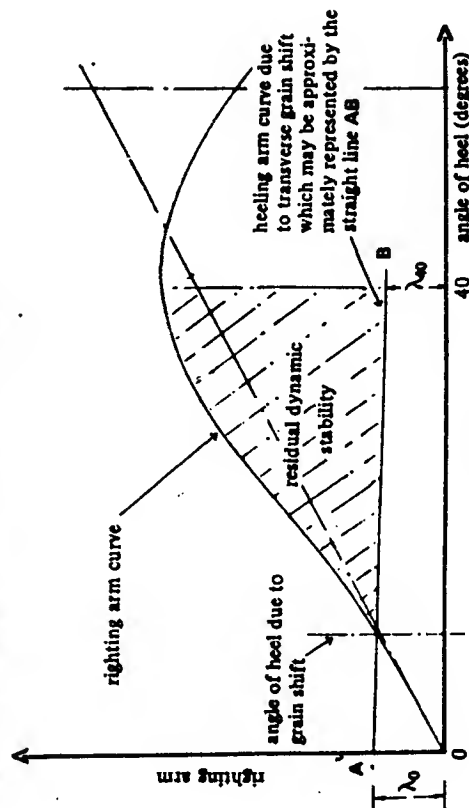 righting arm
righting arm curve
angle of heel due to
grain shift
residual dynamic
stability
heeling arm curve due
to transverse grain shift
which may be approxi-
mately represented by the
straight line AB
A
B
λ0
λ40
0
40
angle of heel (degrees)